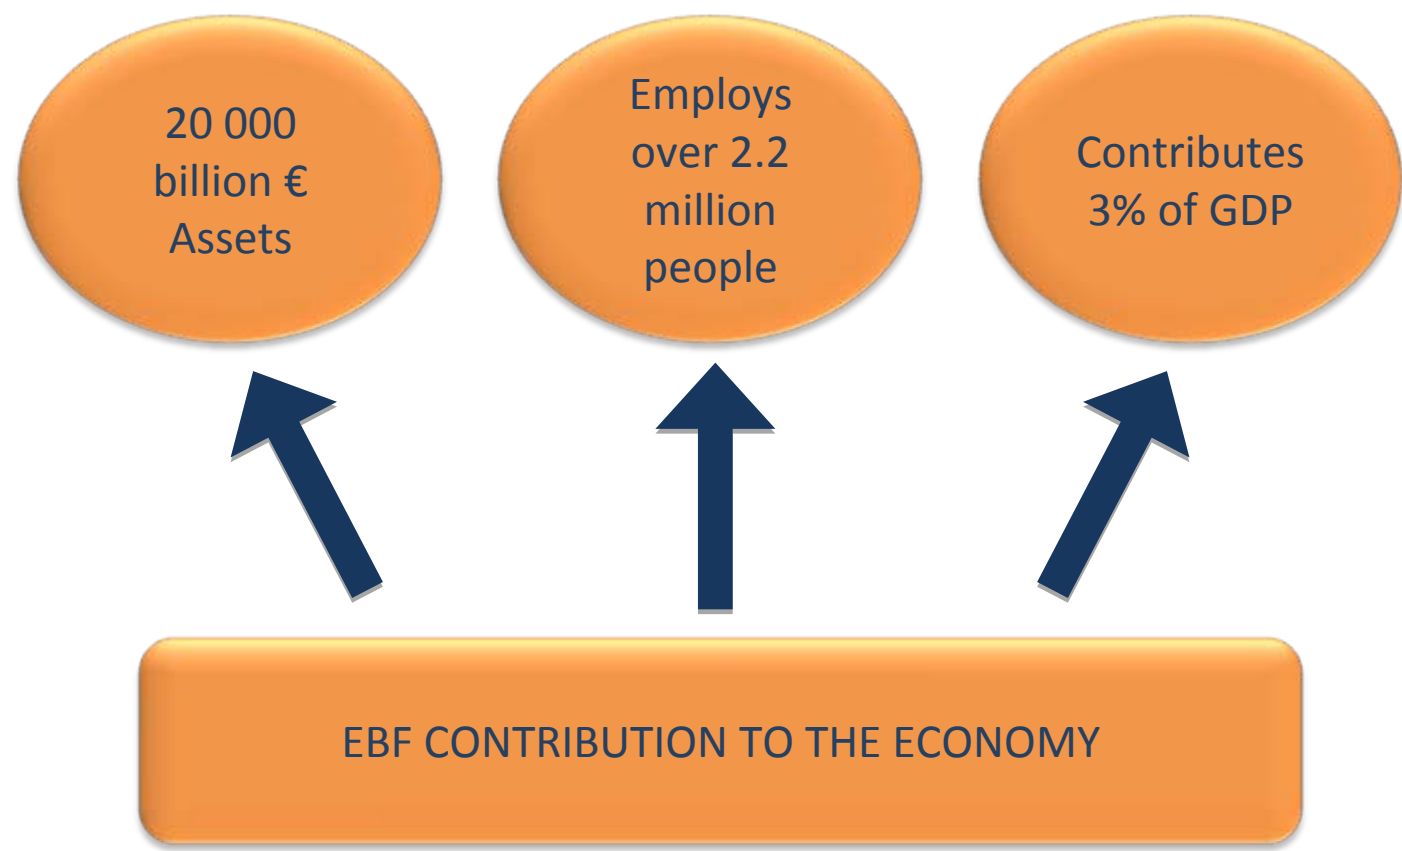 20 000
billion €
Assets
Employs
over 2.2
million
people
Contributes
3% of GDP
EBF CONTRIBUTION TO THE ECONOMY